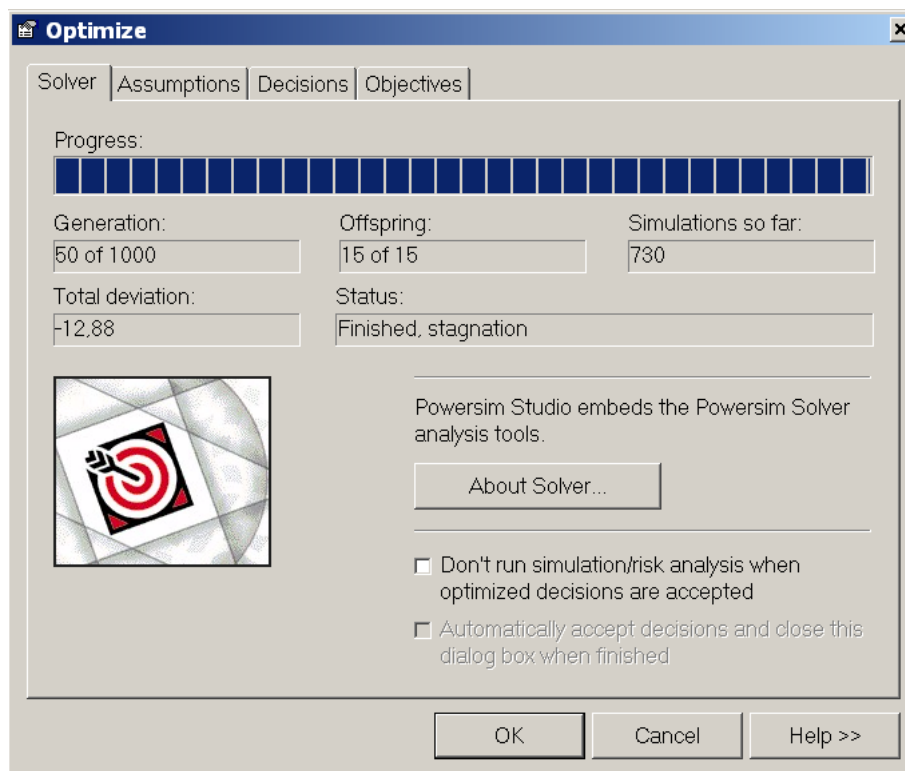 Optimize
Solver Assumptions Decisions Objectives
Progress:
Generation: Offspring: Simulations so far:
50 of 1000 15 of 15 730
Total deviation: Status:
-12,88 Finished, stagnation
Powersim Studio embeds the Powersim Solver
analysis tools.
About Solver...
Don't run simulation/risk analysis when
optimized decisions are accepted
Automatically accept decisions and close this
dialog box when finished
OK Cancel Help >>